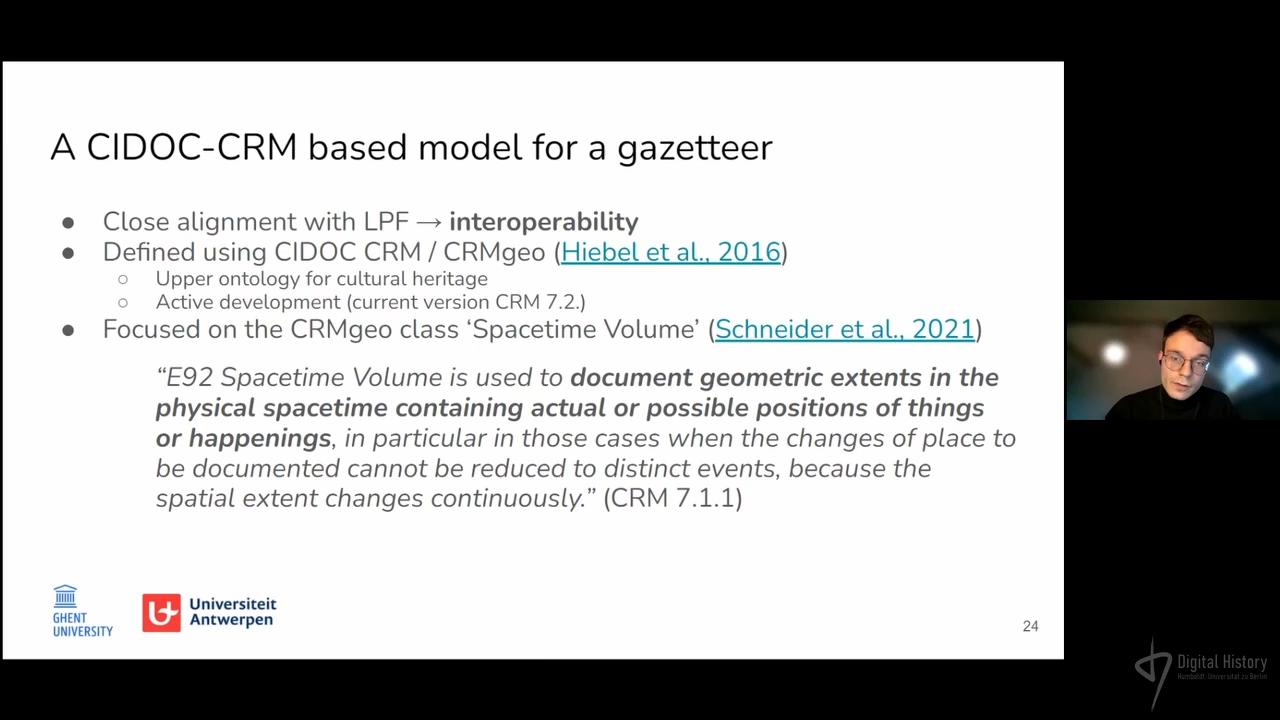 A CIDOC-CRM based model for a gazetteer
● Close alignment with LPF → interoperability
● Defined using CIDOC CRM / CRMgeo (Hiebel et al., 2016)
○ Upper ontology for cultural heritage
○ Active development (current version CRM 7.2.)
● Focused on the CRMgeo class ‘Spacetime Volume’ (Schneider et al., 2021)
“E92 Spacetime Volume is used to document geometric extents in the
physical spacetime containing actual or possible positions of things
or happenings, in particular in those cases when the changes of place to
be documented cannot be reduced to distinct events, because the
spatial extent changes continuously.” (CRM 7.1.1)
GHENT
UNIVERSITY
Universiteit
Antwerpen
24
Digital History
Humboldt-Universität zu Berlin